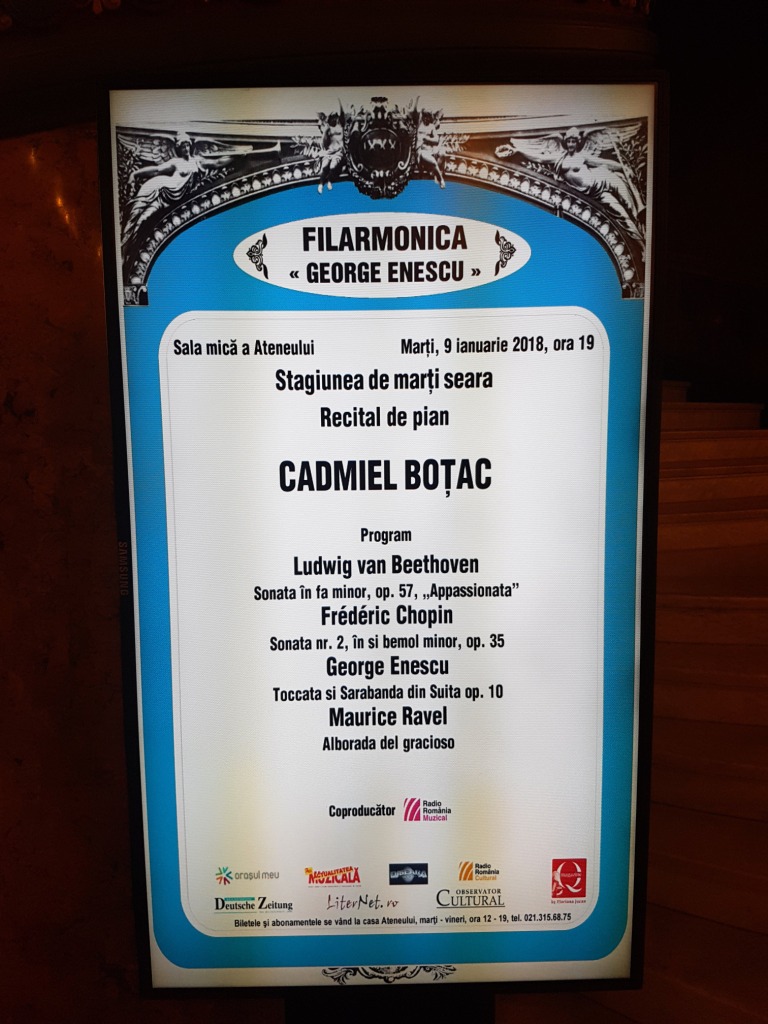 FILARMONICA
« GEORGE ENESCU »
Sala mică a Ateneului Marți, 9 ianuarie 2018, ora 19
Stagiunea de marți seara
Recital de pian
CADMIEL BOȚAC
Program
Ludwig van Beethoven
Sonata în fa minor, op. 57, „Appassionata”
Frédéric Chopin
Sonata nr. 2, în si bemol minor, op. 35
George Enescu
Toccata si Sarabanda din Suita op. 10
Maurice Ravel
Alborada del gracioso
Coproducător Radio
România
Muzical
orașul meu
ACTUALITATEA
MUZICALĂ
Radio
România
Cultural
Deutsche Zeitung
LiterNet.ro
OBSERVATOR
CULTURAL
Biletele și abonamentele se vând la casa Ateneului, marți - vineri, ora 12 - 19, tel. 021.315.68.75
SAMSUNG